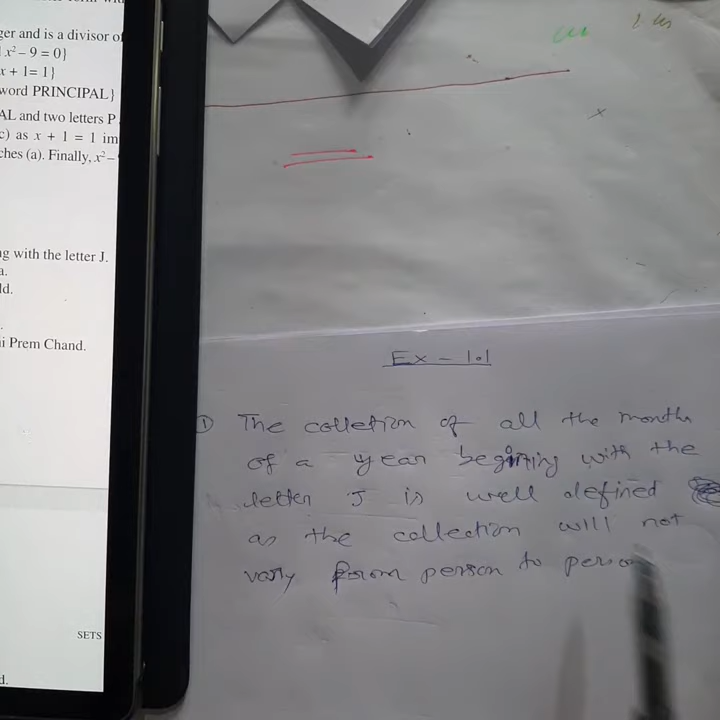 ger and is a divisor of
x² – 9 = 0}
x + 1 = 1}
word PRINCIPAL}
AL and two letters P
c) as x + 1 = 1 im
ches (a). Finally, x² –
ng with the letter J.
a.
ld.
i Prem Chand.
SETS
d.
Ex – 1.1
① The colletion of all the months
of a year begining with the
letter J is well defined
as the collection will not
vary from person to person